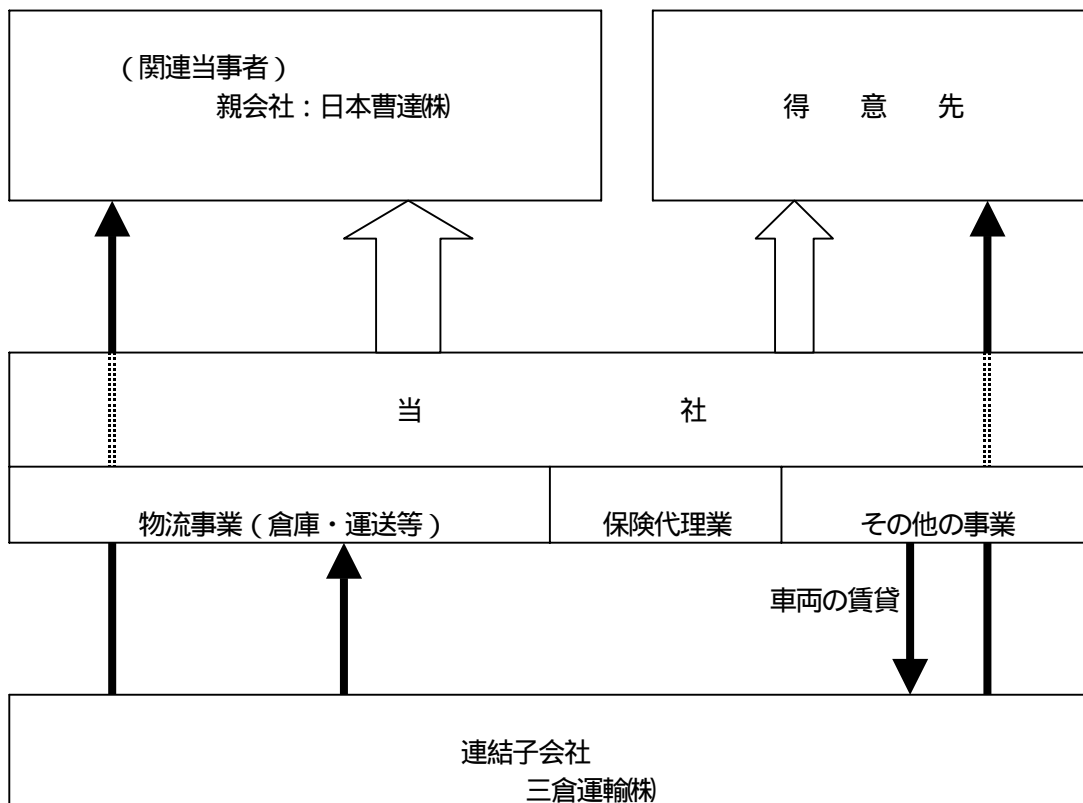 （関連当事者）
親会社：日本曹達㈱
得　意　先
当　　　社
物流事業（倉庫・運送等）
保険代理業
その他の事業
車両の賃貸
連結子会社
三倉運輸㈱